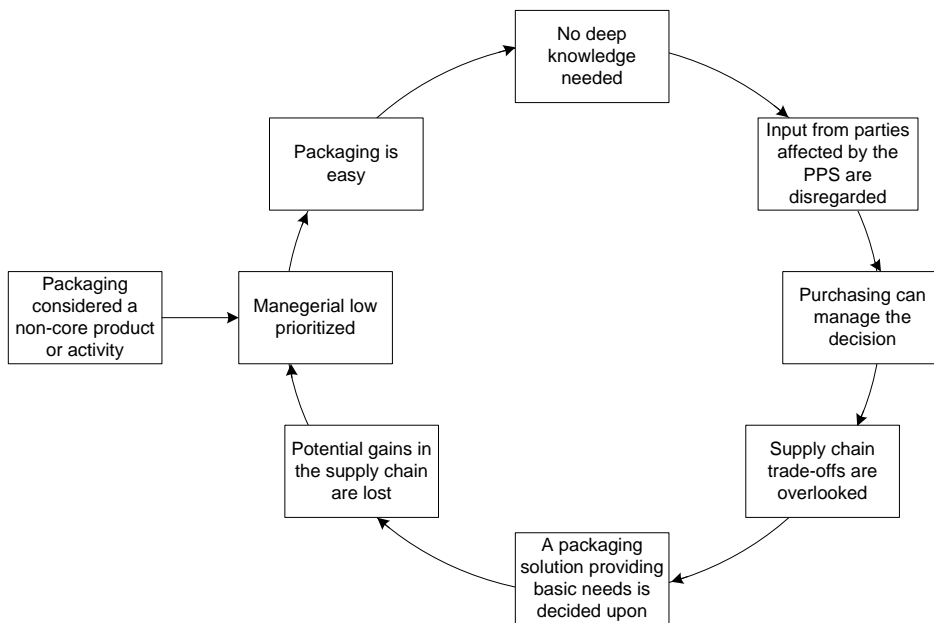 No deep
knowledge
needed
Packaging is
easy
Input from parties
affected by the
PPS are
disregarded
Packaging
considered a
non-core product
or activity
Manegerial low
prioritized
Purchasing can
manage the
decision
Potential gains in
the supply chain
are lost
Supply chain
trade-offs are
overlooked
A packaging
solution providing
basic needs is
decided upon